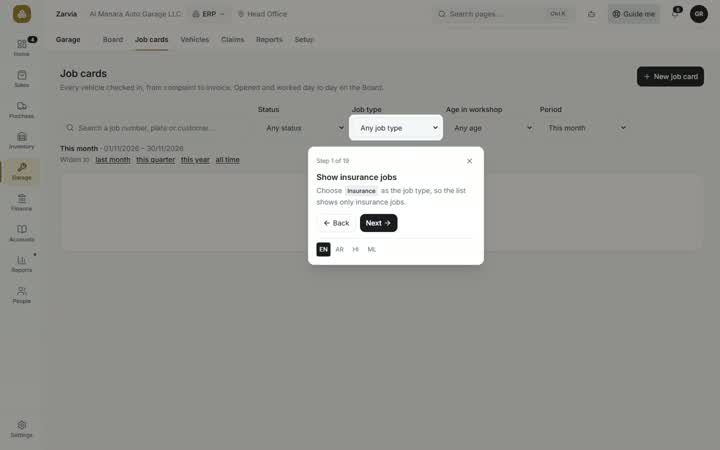 Zarvia
Al Manara Auto Garage LLC
ERP
Head Office
Search pages...
Ctrl K
Guide me
6
GR
4
Home
Sales
Purchase
Inventory
Garage
Finance
Accounts
Reports
People
Settings
Garage
Board
Job cards
Vehicles
Claims
Reports
Setup
Job cards
Every vehicle checked in, from complaint to invoice. Opened and worked day to day on the Board.
New job card
Status
Job type
Age in workshop
Period
Search a job number, plate or customer...
Any status
Any job type
Any age
This month
This month · 01/11/2026 – 30/11/2026
Widen to last month this quarter this year all time
Step 1 of 19
Show insurance jobs
Choose Insurance as the job type, so the list
shows only insurance jobs.
← Back
Next →
EN AR HI ML